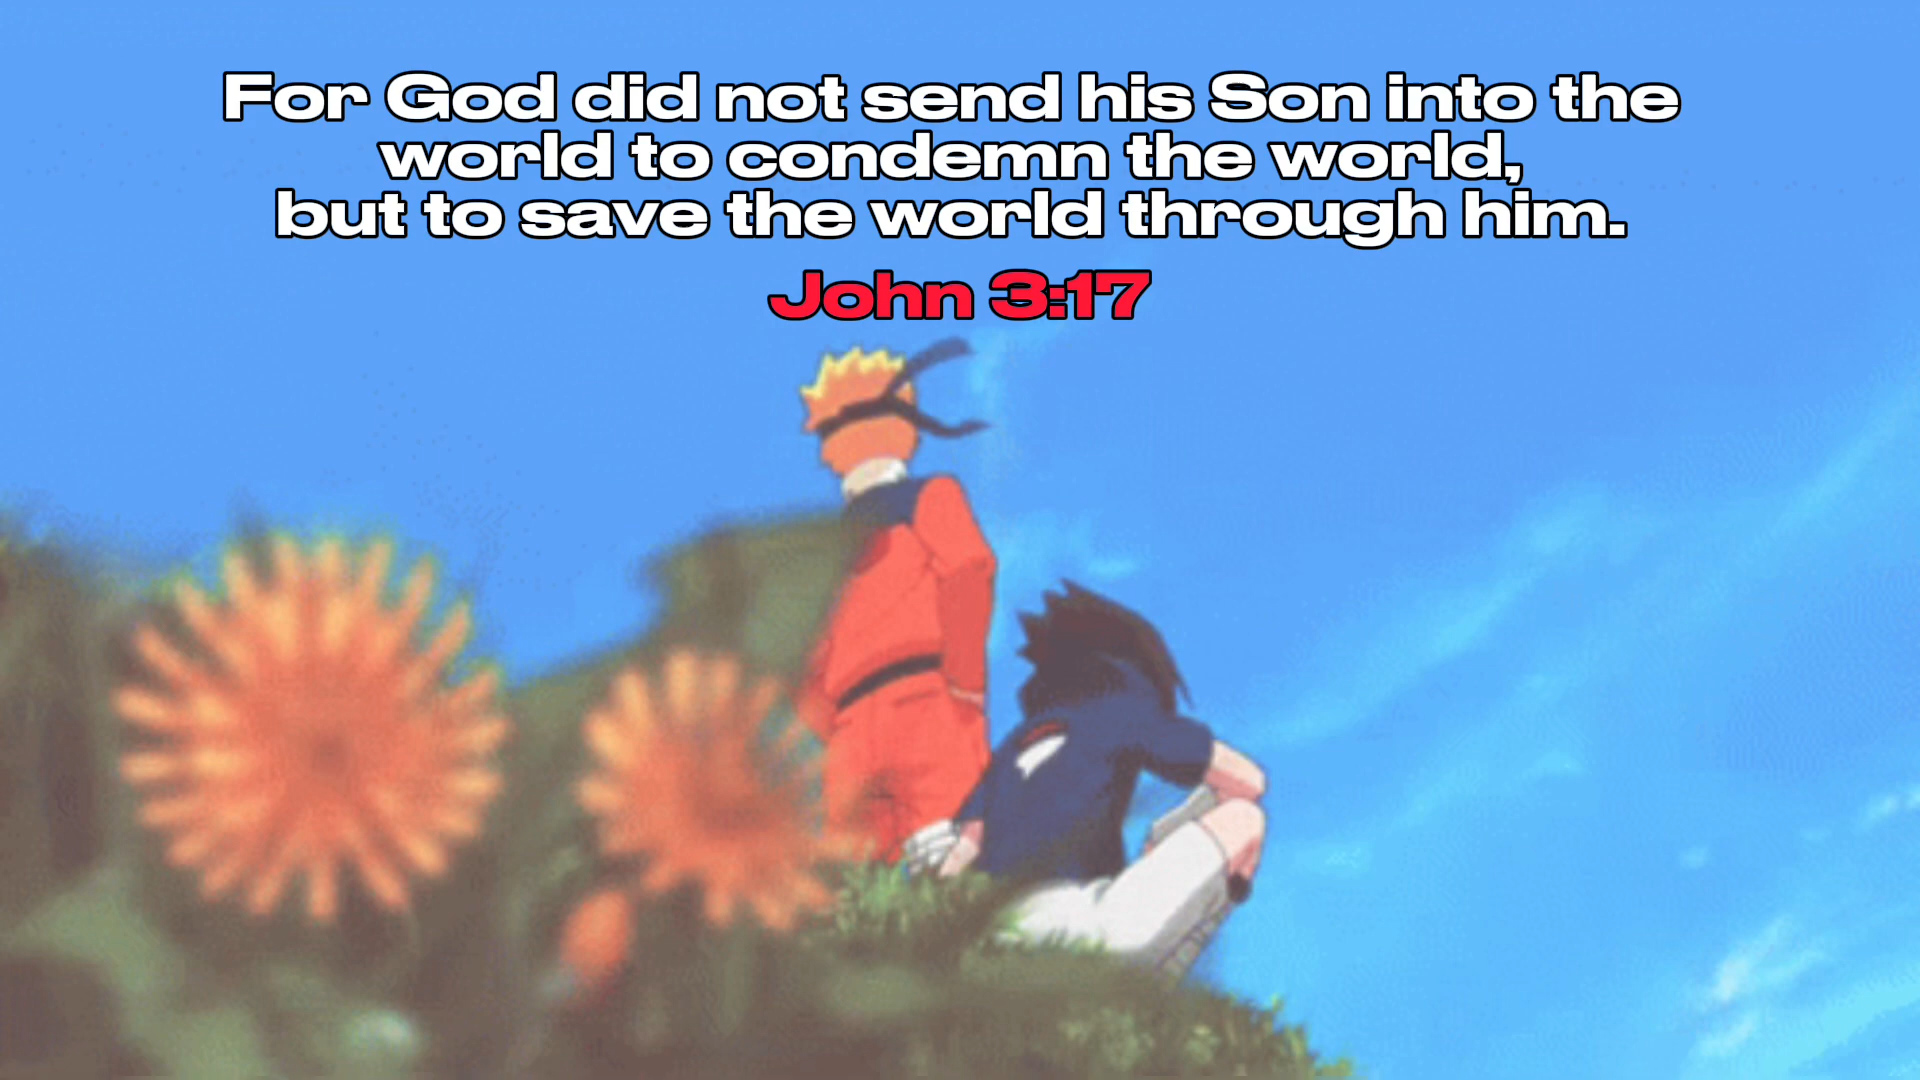 For God did not send his Son into the
world to condemn the world,
but to save the world through him.
John 3:17